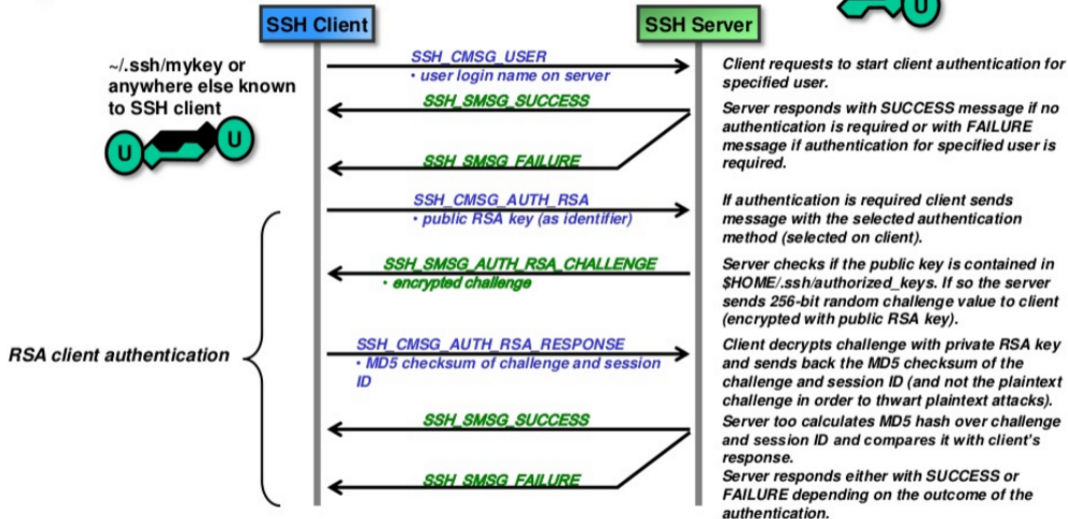 SSH Client
SSH Server
U
~/.ssh/mykey or
anywhere else known
to SSH client
U
U
SSH_CMSG_USER
• user login name on server
Client requests to start client authentication for
specified user.
SSH_SMSG_SUCCESS
SSH_SMSG_FAILURE
Server responds with SUCCESS message if no
authentication is required or with FAILURE
message if authentication for specified user is
required.
SSH_CMSG_AUTH_RSA
• public RSA key (as identifier)
If authentication is required client sends
message with the selected authentication
method (selected on client).
SSH_SMSG_AUTH_RSA_CHALLENGE
• encrypted challenge
Server checks if the public key is contained in
$HOME/.ssh/authorized_keys. If so the server
sends 256-bit random challenge value to client
(encrypted with public RSA key).
RSA client authentication
SSH_CMSG_AUTH_RSA_RESPONSE
• MD5 checksum of challenge and session
ID
Client decrypts challenge with private RSA key
and sends back the MD5 checksum of the
challenge and session ID (and not the plaintext
challenge in order to thwart plaintext attacks).
SSH_SMSG_SUCCESS
SSH_SMSG_FAILURE
Server too calculates MD5 hash over challenge
and session ID and compares it with client's
response.
Server responds either with SUCCESS or
FAILURE depending on the outcome of the
authentication.